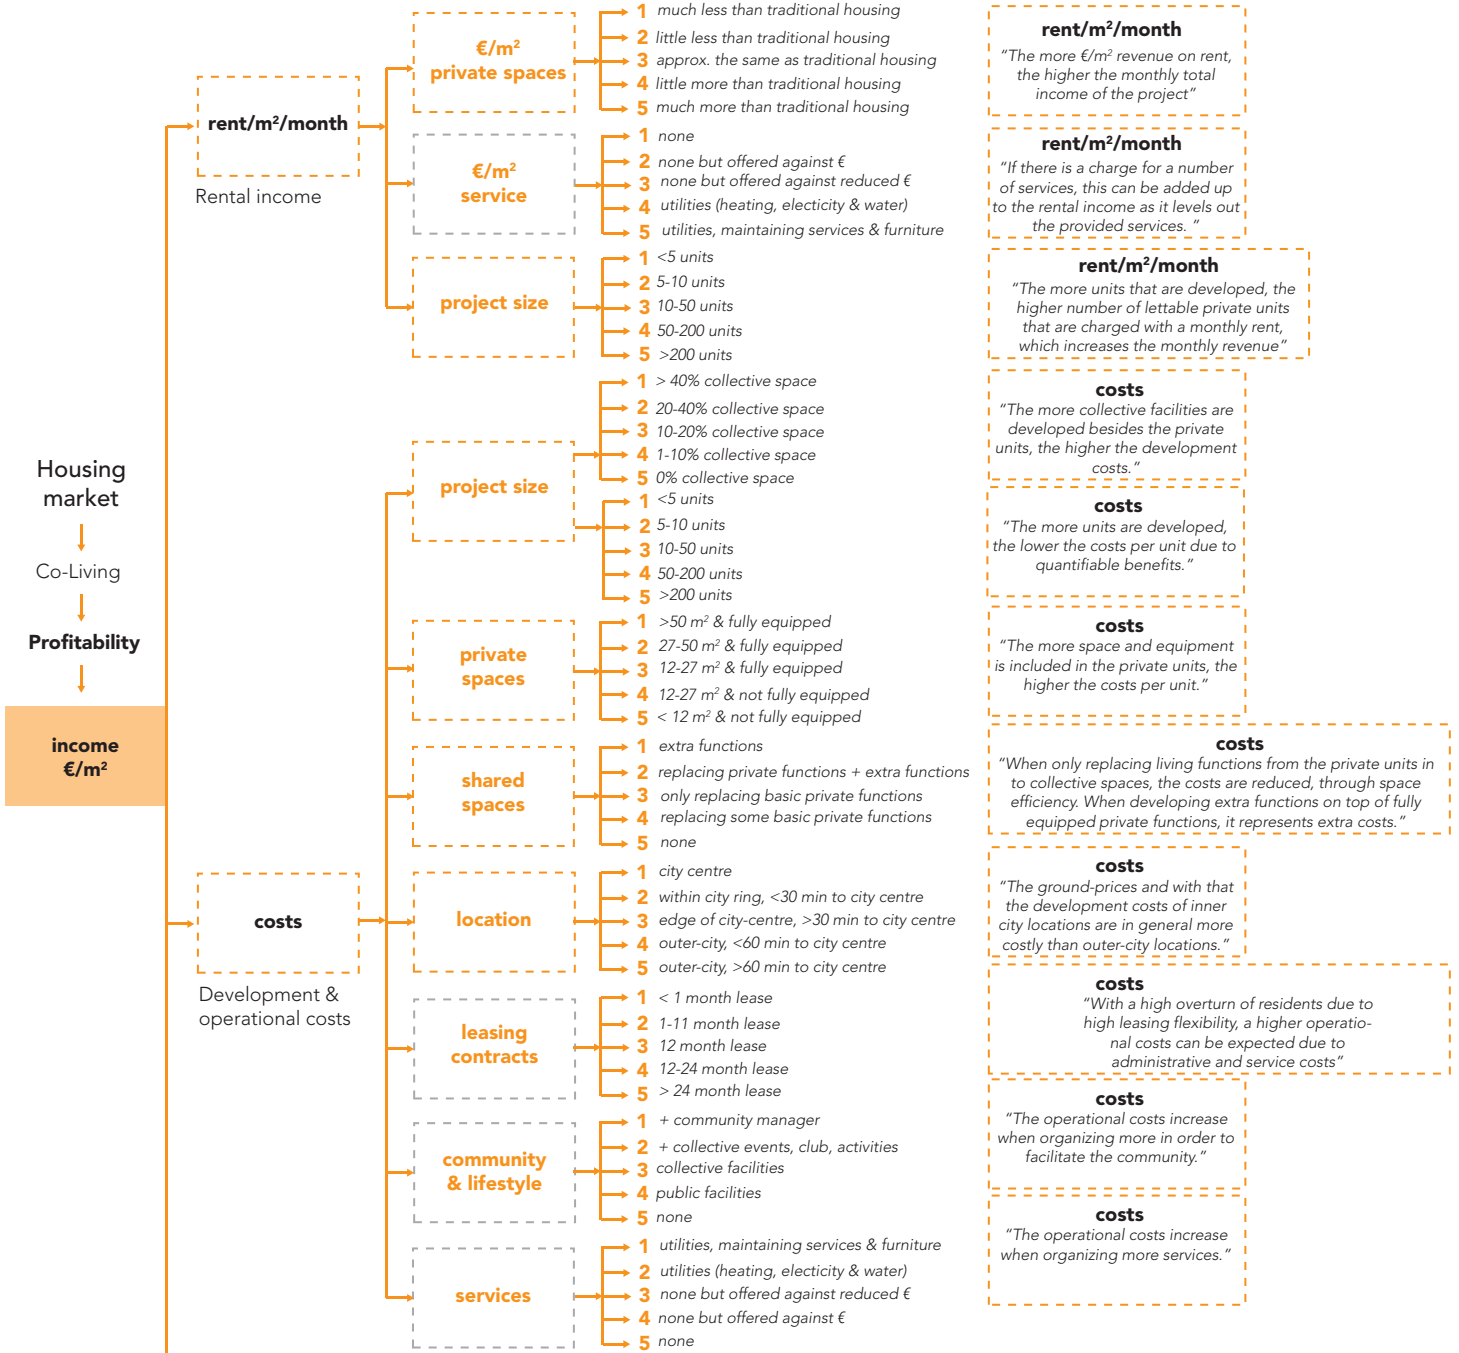 Housing
market
Co-Living
Profitability
income
€/m²
rent/m²/month
Rental income
€/m²
private spaces
1 much less than traditional housing
2 little less than traditional housing
3 approx. the same as traditional housing
4 little more than traditional housing
5 much more than traditional housing
rent/m²/month
“The more €/m² revenue on rent,
the higher the monthly total
income of the project”
€/m²
service
1 none
2 none but offered against €
3 none but offered against reduced €
4 utilities (heating, electicity & water)
5 utilities, maintaining services & furniture
rent/m²/month
“If there is a charge for a number
of services, this can be added up
to the rental income as it levels out
the provided services. ”
project size
1 <5 units
2 5-10 units
3 10-50 units
4 50-200 units
5 >200 units
rent/m²/month
“The more units that are developed, the
higher number of lettable private units
that are charged with a monthly rent,
which increases the monthly revenue”
costs
Development &
operational costs
project size
1 > 40% collective space
2 20-40% collective space
3 10-20% collective space
4 1-10% collective space
5 0% collective space
costs
“The more collective facilities are
developed besides the private
units, the higher the development
costs.”
1 <5 units
2 5-10 units
3 10-50 units
4 50-200 units
5 >200 units
costs
“The more units are developed,
the lower the costs per unit due to
quantifiable benefits.”
private
spaces
1 >50 m² & fully equipped
2 27-50 m² & fully equipped
3 12-27 m² & fully equipped
4 12-27 m² & not fully equipped
5 < 12 m² & not fully equipped
costs
“The more space and equipment
is included in the private units, the
higher the costs per unit.”
shared
spaces
1 extra functions
2 replacing private functions + extra functions
3 only replacing basic private functions
4 replacing some basic private functions
5 none
costs
“When only replacing living functions from the private units in
to collective spaces, the costs are reduced, through space
efficiency. When developing extra functions on top of fully
equipped private functions, it represents extra costs.”
location
1 city centre
2 within city ring, <30 min to city centre
3 edge of city-centre, >30 min to city centre
4 outer-city, <60 min to city centre
5 outer-city, >60 min to city centre
costs
“The ground-prices and with that
the development costs of inner
city locations are in general more
costly than outer-city locations.”
leasing
contracts
1 < 1 month lease
2 1-11 month lease
3 12 month lease
4 12-24 month lease
5 > 24 month lease
costs
“With a high overturn of residents due to
high leasing flexibility, a higher operatio-
nal costs can be expected due to
administrative and service costs”
community
& lifestyle
1 + community manager
2 + collective events, club, activities
3 collective facilities
4 public facilities
5 none
costs
“The operational costs increase
when organizing more in order to
facilitate the community.”
services
1 utilities, maintaining services & furniture
2 utilities (heating, electicity & water)
3 none but offered against reduced €
4 none but offered against €
5 none
costs
“The operational costs increase
when organizing more services.”